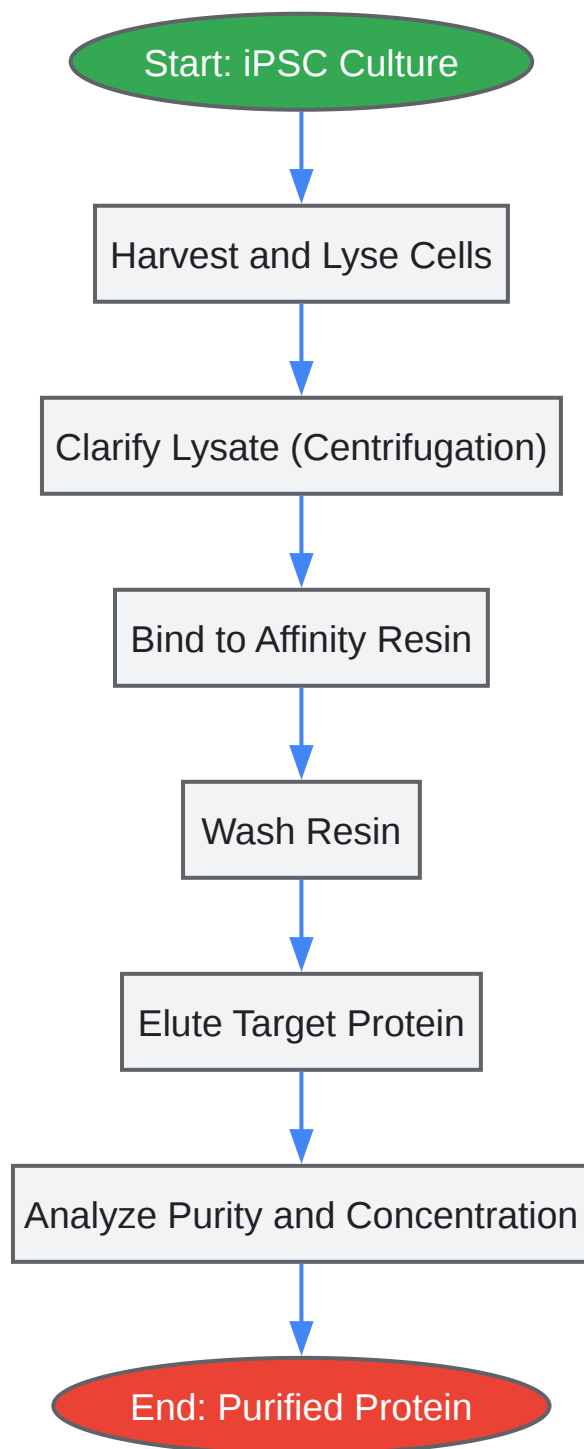 Start: iPSC Culture
Harvest and Lyse Cells
Clarify Lysate (Centrifugation)
Bind to Affinity Resin
Wash Resin
Elute Target Protein
Analyze Purity and Concentration
End: Purified Protein